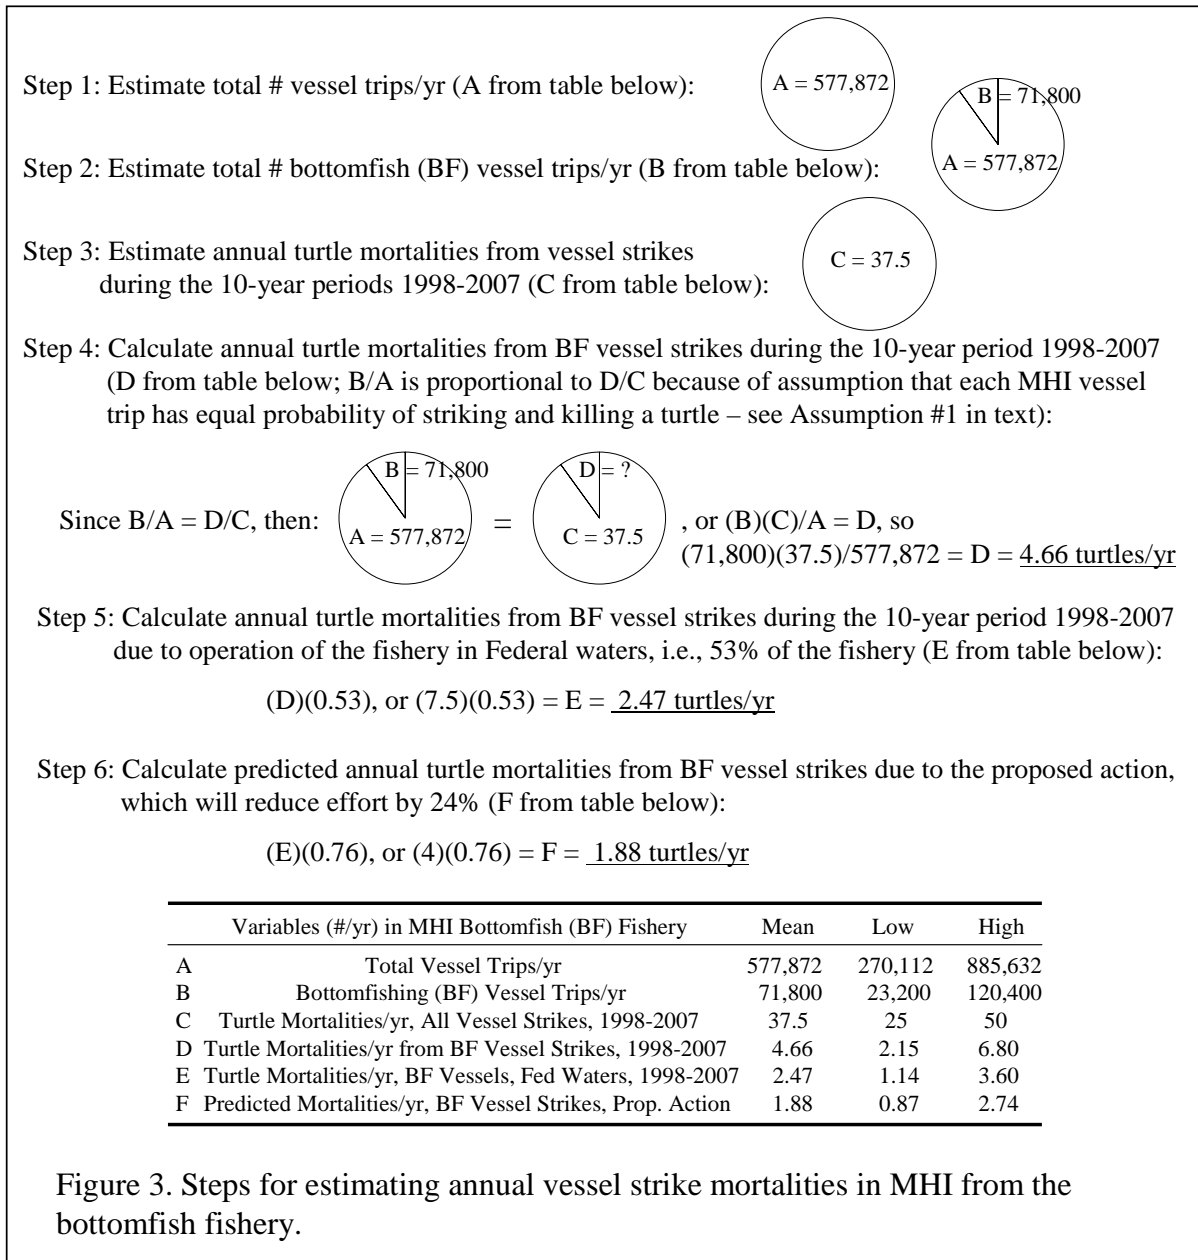 Step 1: Estimate total # vessel trips/yr (A from table below):
A = 577,872
B = 71,800
A = 577,872
Step 2: Estimate total # bottomfish (BF) vessel trips/yr (B from table below):
Step 3: Estimate annual turtle mortalities from vessel strikes
during the 10-year periods 1998-2007 (C from table below):
C = 37.5
Step 4: Calculate annual turtle mortalities from BF vessel strikes during the 10-year period 1998-2007
(D from table below; B/A is proportional to D/C because of assumption that each MHI vessel
trip has equal probability of striking and killing a turtle – see Assumption #1 in text):
Since B/A = D/C, then:
B = 71,800
A = 577,872
=
D = ?
C = 37.5
, or (B)(C)/A = D, so
(71,800)(37.5)/577,872 = D = 4.66 turtles/yr
Step 5: Calculate annual turtle mortalities from BF vessel strikes during the 10-year period 1998-2007
due to operation of the fishery in Federal waters, i.e., 53% of the fishery (E from table below):
(D)(0.53), or (7.5)(0.53) = E = 2.47 turtles/yr
Step 6: Calculate predicted annual turtle mortalities from BF vessel strikes due to the proposed action,
which will reduce effort by 24% (F from table below):
(E)(0.76), or (4)(0.76) = F = 1.88 turtles/yr
Variables (#/yr) in MHI Bottomfish (BF) Fishery Mean Low High
A Total Vessel Trips/yr 577,872 270,112 885,632
B Bottomfishing (BF) Vessel Trips/yr 71,800 23,200 120,400
C Turtle Mortalities/yr, All Vessel Strikes, 1998-2007 37.5 25 50
D Turtle Mortalities/yr from BF Vessel Strikes, 1998-2007 4.66 2.15 6.80
E Turtle Mortalities/yr, BF Vessels, Fed Waters, 1998-2007 2.47 1.14 3.60
F Predicted Mortalities/yr, BF Vessel Strikes, Prop. Action 1.88 0.87 2.74
Figure 3. Steps for estimating annual vessel strike mortalities in MHI from the
bottomfish fishery.